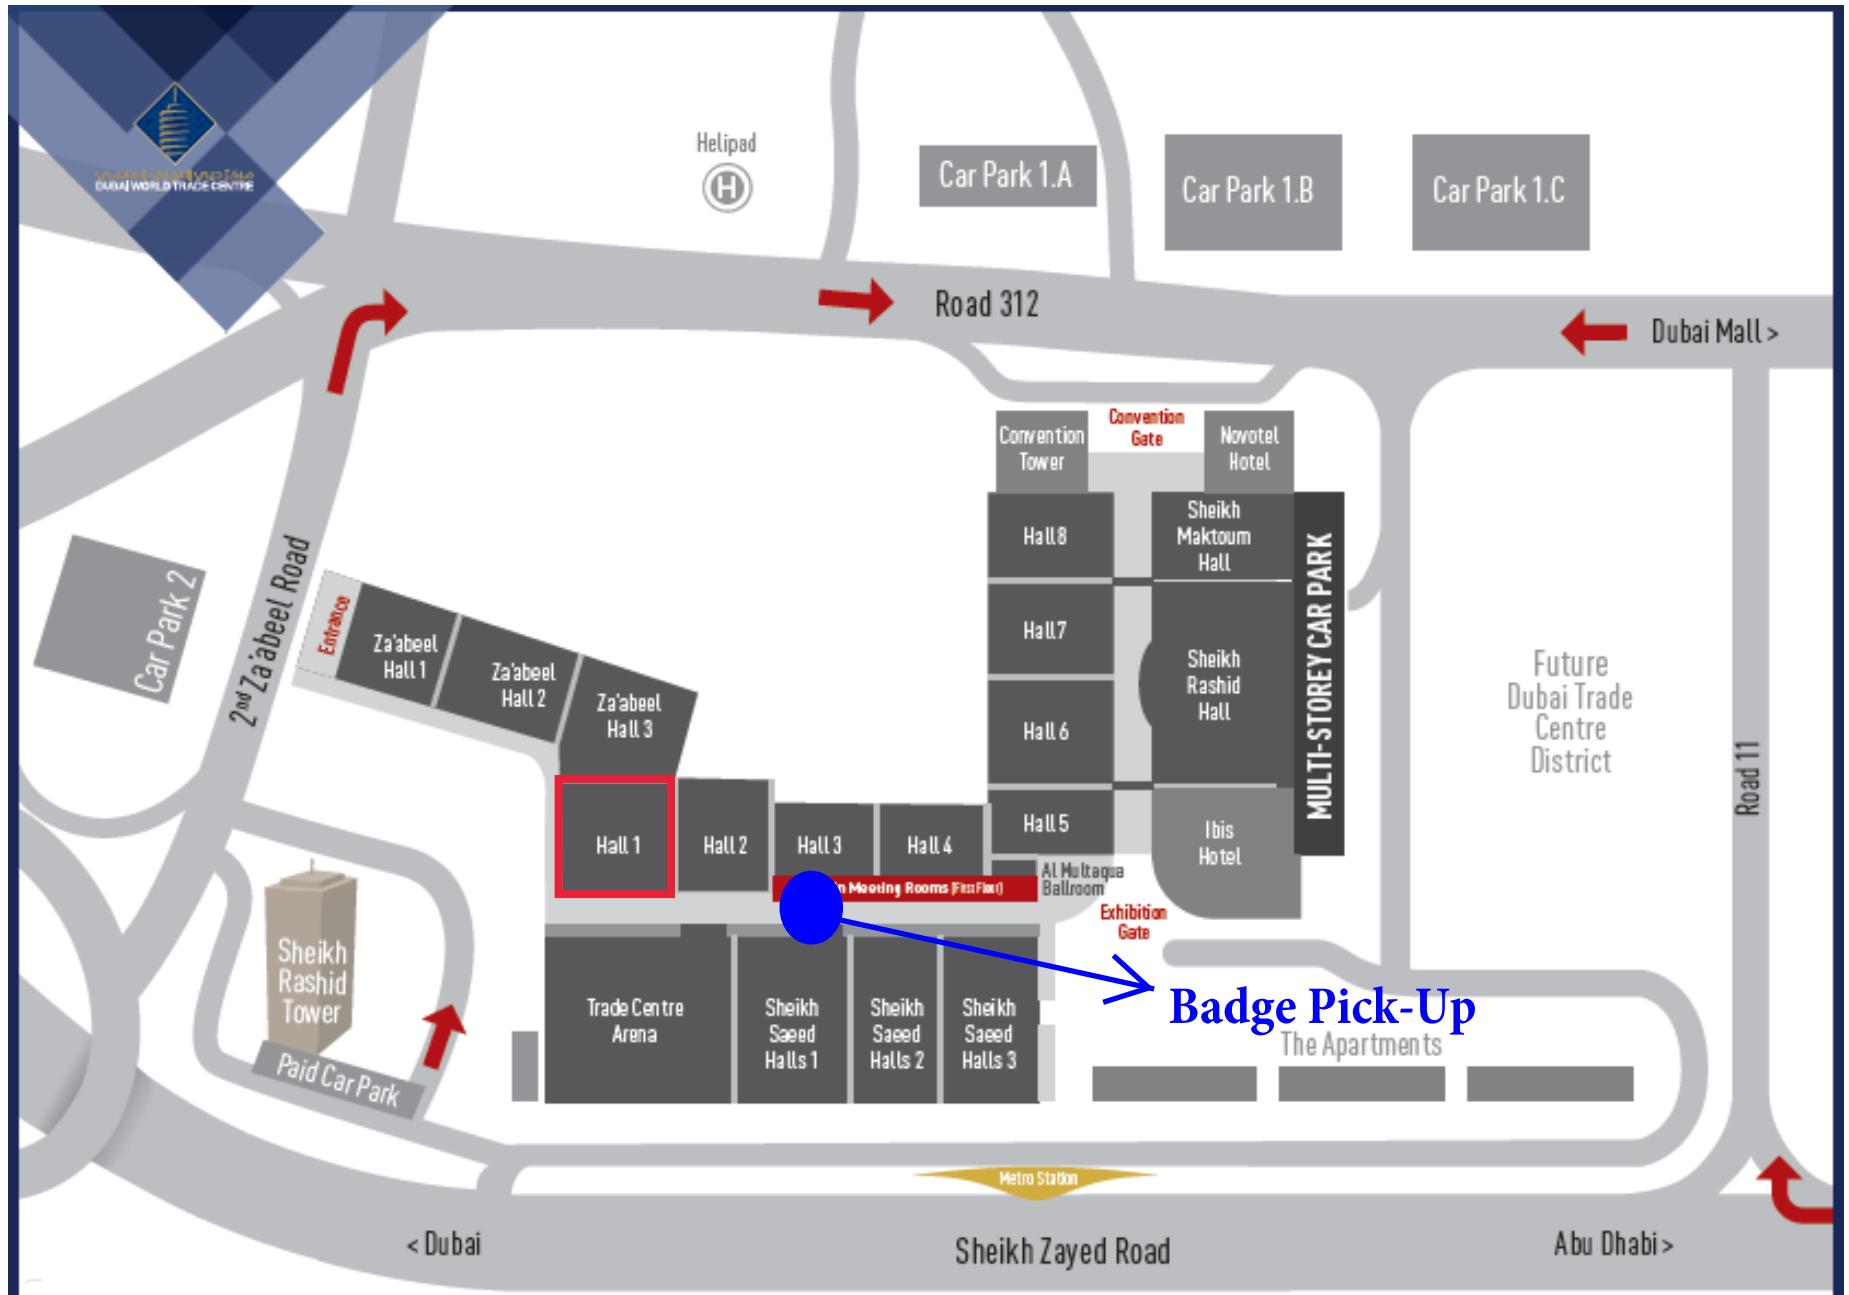 DUBAI WORLD TRADE CENTRE
Helipad
H
Car Park 1.A
Car Park 1.B
Car Park 1.C
Road 312
Dubai Mall >
Convention
Gate
Convention
Tower
Novotel
Hotel
Hall 8
Sheikh
Maktoum
Hall
Hall 7
Sheikh
Rashid
Hall
Hall 6
Hall 5
Ibis
Hotel
MULTI-STOREY CAR PARK
Future
Dubai Trade
Centre
District
Road 11
Car Park 2
2nd Za'abeel Road
Entrance
Za'abeel
Hall 1
Za'abeel
Hall 2
Za'abeel
Hall 3
Hall 1
Hall 2
Hall 3
Hall 4
Al Multaqua
Ballroom
Meeting Rooms (First Floor)
Exhibition
Gate
Badge Pick-Up
Sheikh
Rashid
Tower
Paid Car Park
Trade Centre
Arena
Sheikh
Saeed
Halls 1
Sheikh
Saeed
Halls 2
Sheikh
Saeed
Halls 3
The Apartments
Metro Station
< Dubai
Sheikh Zayed Road
Abu Dhabi >